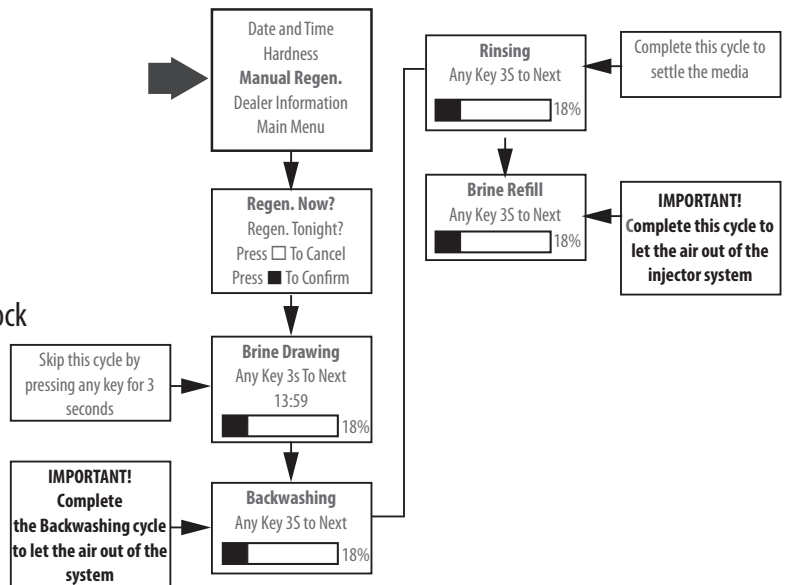 Date and Time
Hardness
Manual Regen.
Dealer Information
Main Menu
Regen. Now?
Regen. Tonight?
Press □ To Cancel
Press ■ To Confirm
ock
Skip this cycle by
pressing any key for 3
seconds
Brine Drawing
Any Key 3s To Next
13:59
18%
IMPORTANT!
Complete
the Backwashing cycle
to let the air out of the
system
Backwashing
Any Key 3S to Next
18%
Rinsing
Any Key 3S to Next
18%
Complete this cycle to
settle the media
Brine Refill
Any Key 3S to Next
18%
IMPORTANT!
Complete this cycle to
let the air out of the
injector system